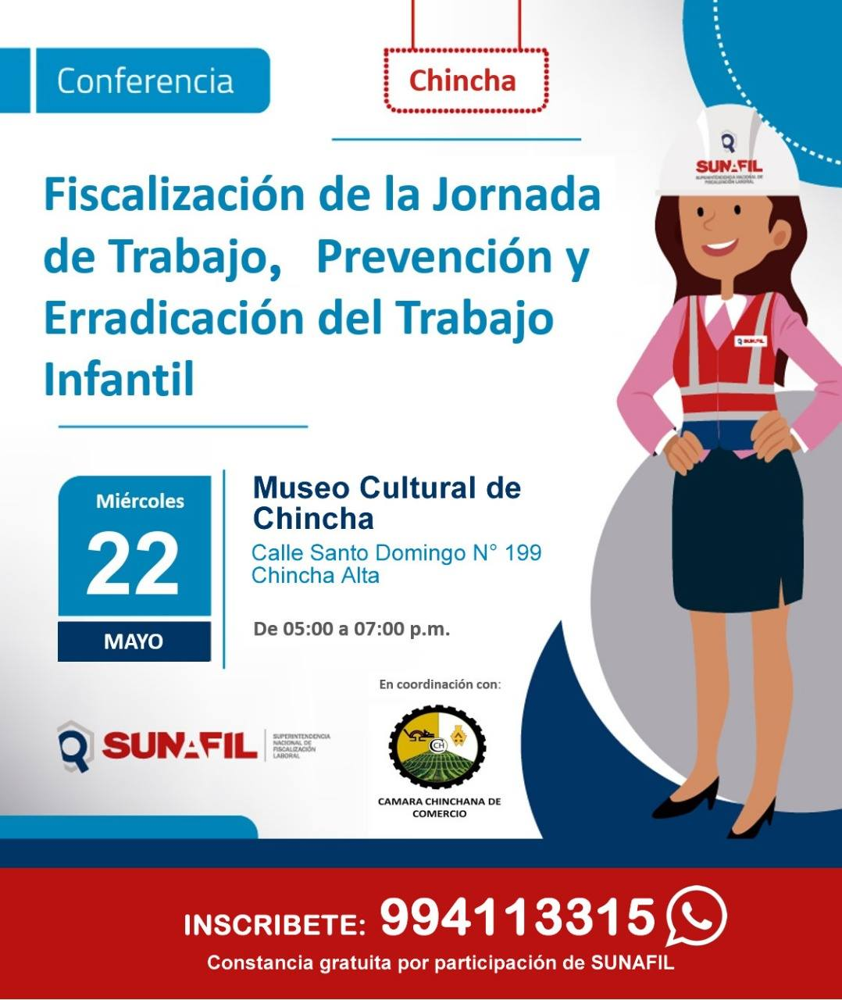 Conferencia
Chincha
Fiscalización de la Jornada
de Trabajo, Prevención y
Erradicación del Trabajo
Infantil
SUNAFIL
SUPERINTENDENCIA NACIONAL DE
FISCALIZACIÓN LABORAL
SUNAFIL
Miércoles
22
MAYO
Museo Cultural de
Chincha
Calle Santo Domingo N° 199
Chincha Alta
De 05:00 a 07:00 p.m.
En coordinación con:
SUNAFIL
SUPERINTENDENCIA
NACIONAL DE
FISCALIZACIÓN
LABORAL
CCH
CAMARA CHINCHANA DE
COMERCIO
INSCRIBETE: 994113315
Constancia gratuita por participación de SUNAFIL